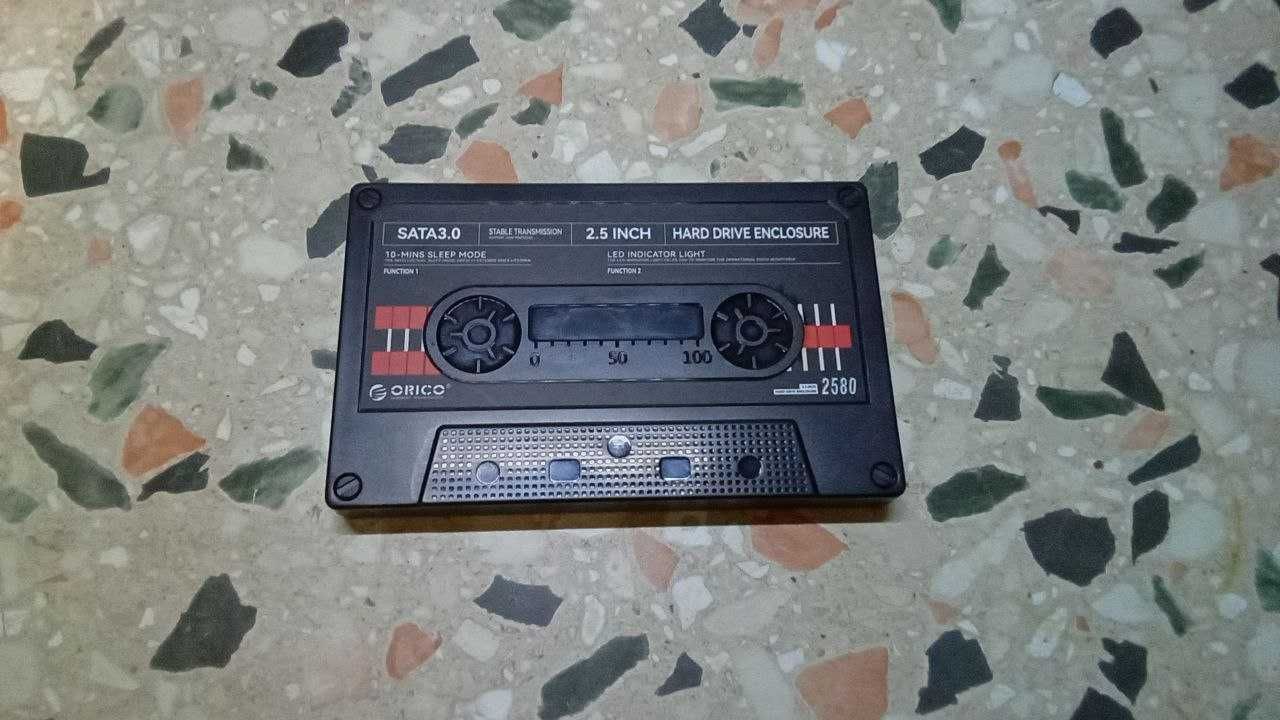 SATA3.0 STABLE TRANSMISSION 2.5 INCH HARD DRIVE ENCLOSURE
10-MINS SLEEP MODE LED INDICATOR LIGHT
FUNCTION 1 FUNCTION 2
0 50 100
ORICO
2580